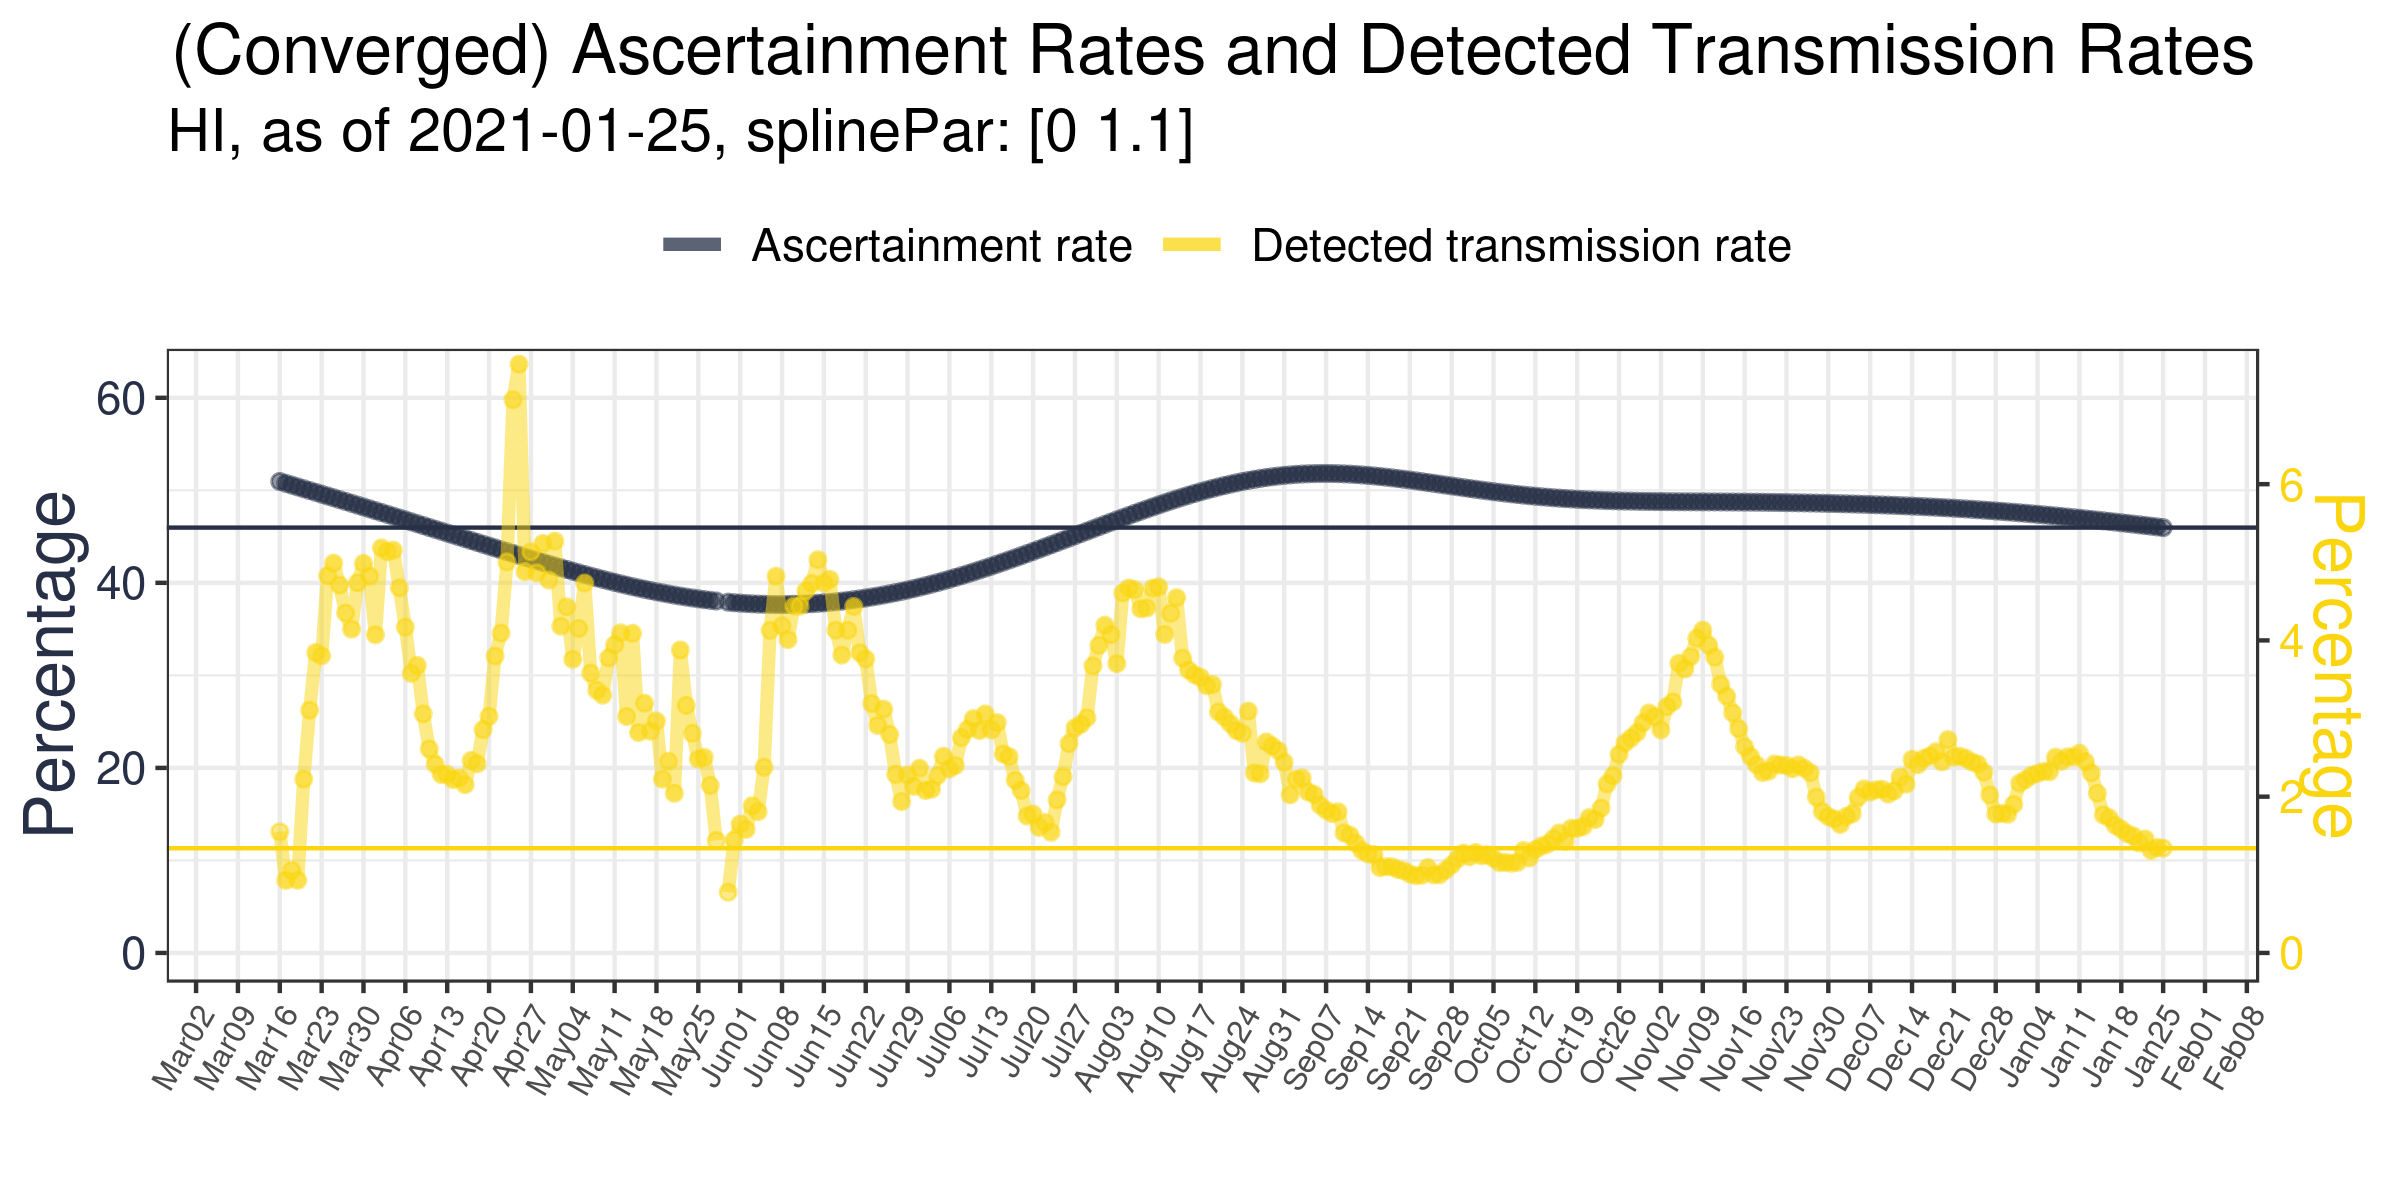 (Converged) Ascertainment Rates and Detected Transmission Rates
HI, as of 2021-01-25, splinePar: [0 1.1]
Ascertainment rate Detected transmission rate
Percentage
60
40
20
0
6
4
2
0
Percentage
Mar02 Mar09 Mar16 Mar23 Mar30 Apr06 Apr13 Apr20 Apr27 May04 May11 May18 May25 Jun01 Jun08 Jun15 Jun22 Jun29 Jul06 Jul13 Jul20 Jul27 Aug03 Aug10 Aug17 Aug24 Aug31 Sep07 Sep14 Sep21 Sep28 Oct05 Oct12 Oct19 Oct26 Nov02 Nov09 Nov16 Nov23 Nov30 Dec07 Dec14 Dec21 Dec28 Jan04 Jan11 Jan18 Jan25 Feb01 Feb08